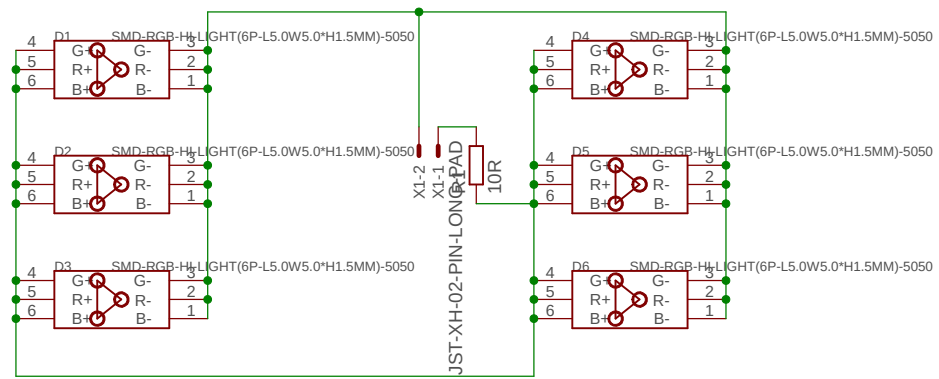 D1 SMD-RGB-HI-LIGHT(6P-L5.0W5.0*H1.5MM)-5050
4 G+ G- 3
5 R+ R- 2
6 B+ B- 1
D2 SMD-RGB-HI-LIGHT(6P-L5.0W5.0*H1.5MM)-5050
4 G+ G- 3
5 R+ R- 2
6 B+ B- 1
D3 SMD-RGB-HI-LIGHT(6P-L5.0W5.0*H1.5MM)-5050
4 G+ G- 3
5 R+ R- 2
6 B+ B- 1
X1-2
X1-1
JST-XH-02-PIN-LONG-PAD
R1
10R
D4 SMD-RGB-HI-LIGHT(6P-L5.0W5.0*H1.5MM)-5050
4 G+ G- 3
5 R+ R- 2
6 B+ B- 1
D5 SMD-RGB-HI-LIGHT(6P-L5.0W5.0*H1.5MM)-5050
4 G+ G- 3
5 R+ R- 2
6 B+ B- 1
D6 SMD-RGB-HI-LIGHT(6P-L5.0W5.0*H1.5MM)-5050
4 G+ G- 3
5 R+ R- 2
6 B+ B- 1